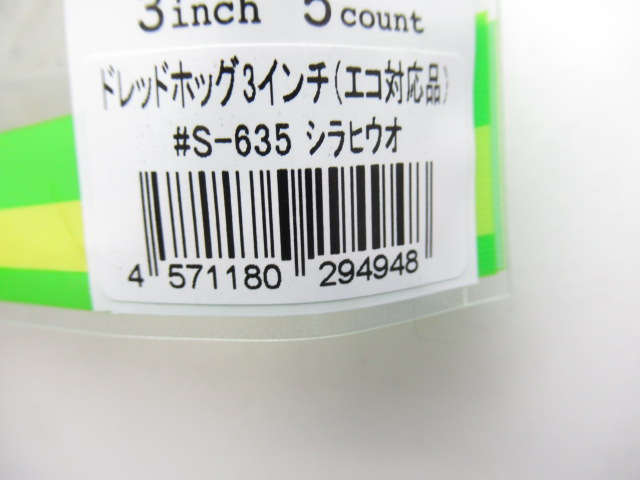 3inch 5count
ドレッドホッグ3インチ(エコ対応品)
#S-635 シラヒウオ
4 571180 294948